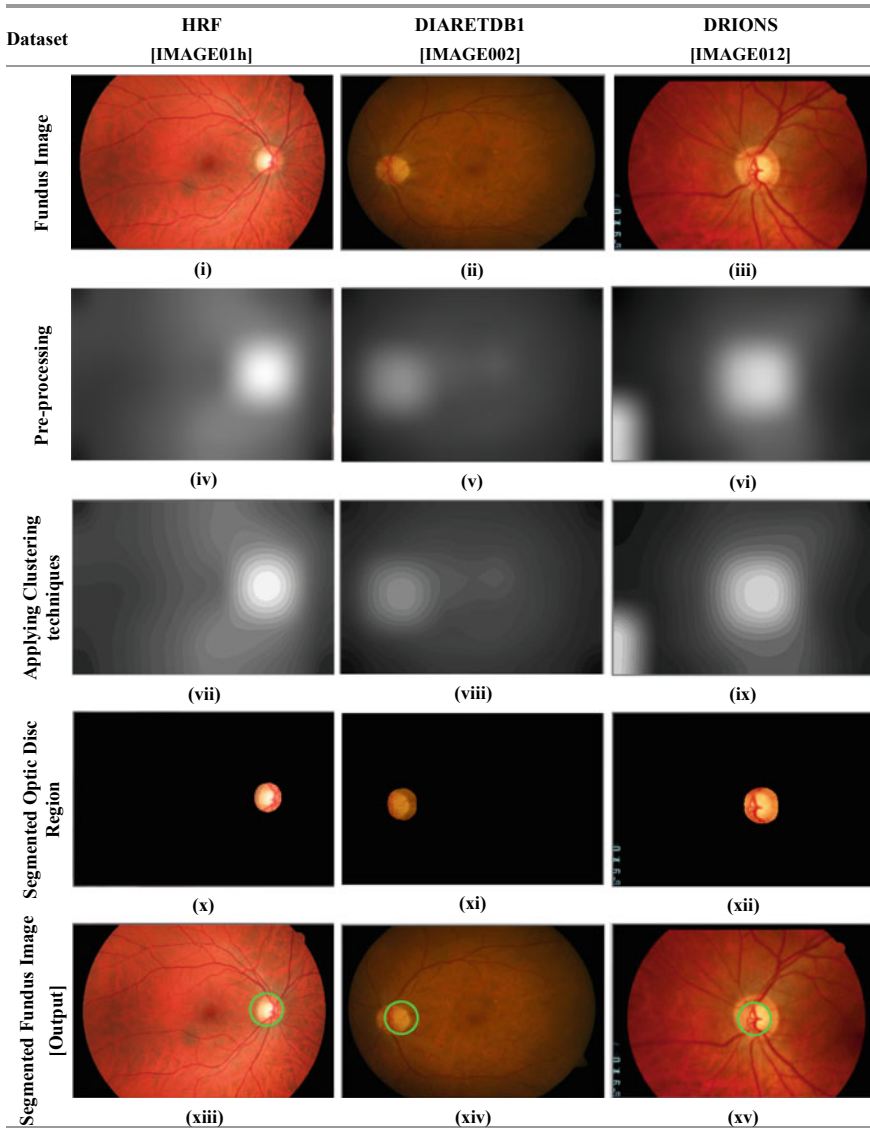 Dataset
HRF
[IMAGE01h]
DIARETDB1
[IMAGE002]
DRIONS
[IMAGE012]
Fundus Image
(i)
(ii)
(iii)
Pre-processing
(iv)
(v)
(vi)
Applying Clustering
techniques
(vii)
(viii)
(ix)
Segmented Optic Disc
Region
(x)
(xi)
(xii)
Segmented Fundus Image
[Output]
(xiii)
(xiv)
(xv)